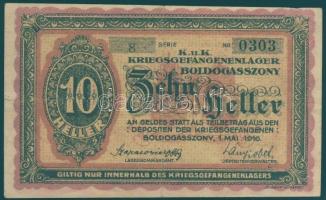 8 SERIE No 0303
K.u.K.
KRIEGSGEFANGENENLAGER
BOLDOGASSZONY
Zehn Heller
10
HELLER
AN GELDES STATT ALS TEILBETRAG AUS DEN
DEPOSITEN DER KRIEGSGEFANGENEN:
BOLDOGASSZONY, 1. MAI 1916.
LAGERKOMMANDANT.
GILTIG NUR INNERHALB DES KRIEGSGEFANGENENLAGERS